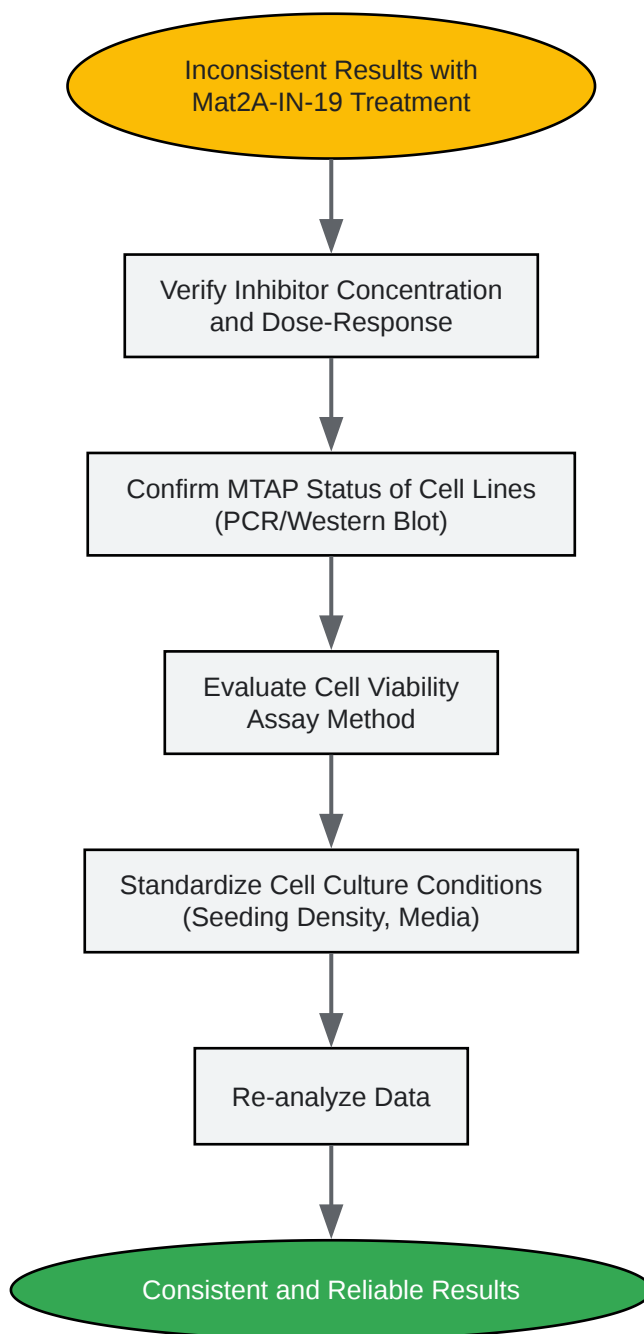 Inconsistent Results with
Mat2A-IN-19 Treatment
Verify Inhibitor Concentration
and Dose-Response
Confirm MTAP Status of Cell Lines
(PCR/Western Blot)
Evaluate Cell Viability
Assay Method
Standardize Cell Culture Conditions
(Seeding Density, Media)
Re-analyze Data
Consistent and Reliable Results